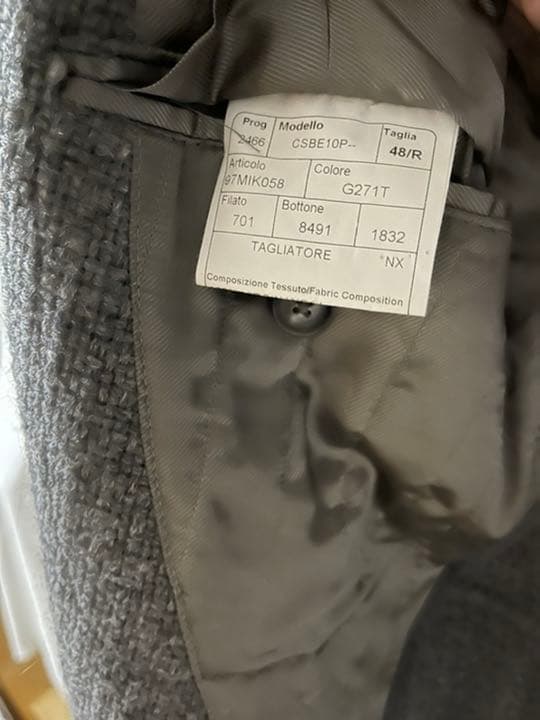 Prog Modello Taglia
2466 CSBE10P-- 48/R
Articolo Colore
97MIK058 G271T
Filato Bottone
701 8491 1832
TAGLIATORE *NX
Composizione Tessuto/Fabric Composition